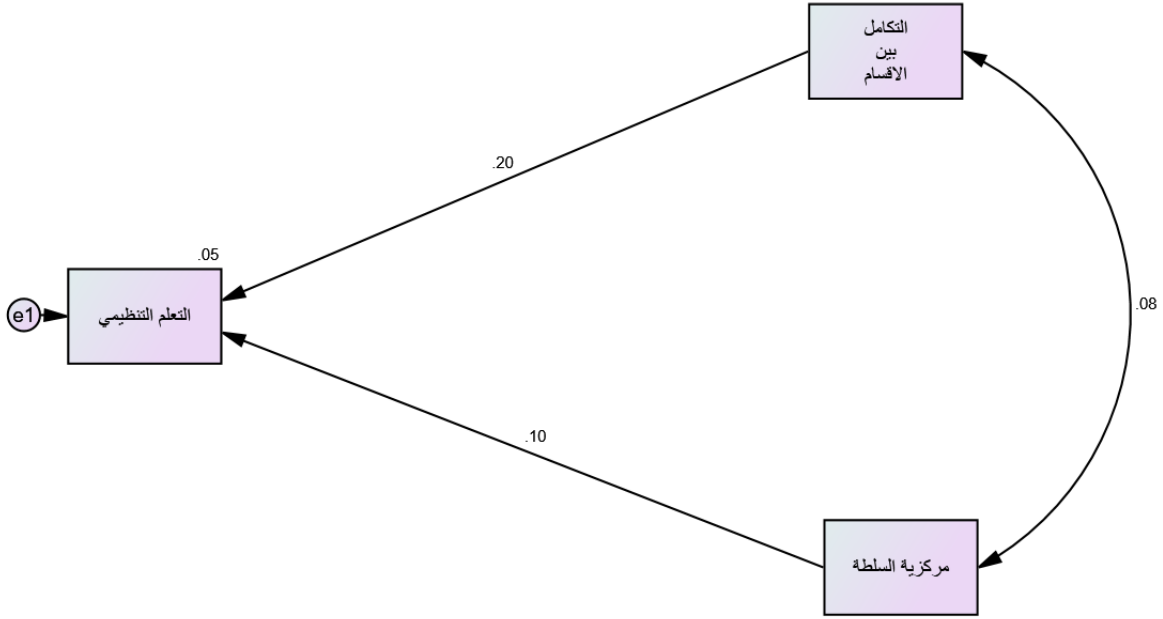 التكامل
بين
الاقسام
.20
.05
e1
التعلم التنظيمي
.08
.10
مركزية السلطة